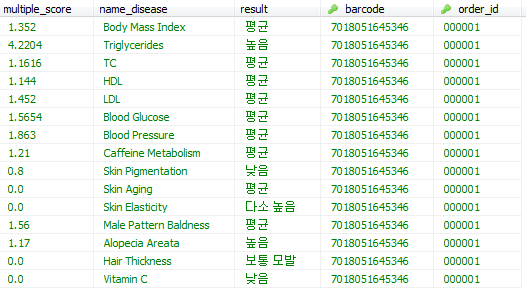 multiple_score name_disease result barcode order_id
1.352 Body Mass Index 평균 7018051645346 000001
4.2204 Triglycerides 높음 7018051645346 000001
1.1616 TC 평균 7018051645346 000001
1.144 HDL 평균 7018051645346 000001
1.452 LDL 평균 7018051645346 000001
1.5654 Blood Glucose 평균 7018051645346 000001
1.863 Blood Pressure 평균 7018051645346 000001
1.21 Caffeine Metabolism 평균 7018051645346 000001
0.8 Skin Pigmentation 낮음 7018051645346 000001
0.0 Skin Aging 평균 7018051645346 000001
0.0 Skin Elasticity 다소 높음 7018051645346 000001
1.56 Male Pattern Baldness 평균 7018051645346 000001
1.17 Alopecia Areata 높음 7018051645346 000001
0.0 Hair Thickness 보통 모발 7018051645346 000001
0.0 Vitamin C 낮음 7018051645346 000001